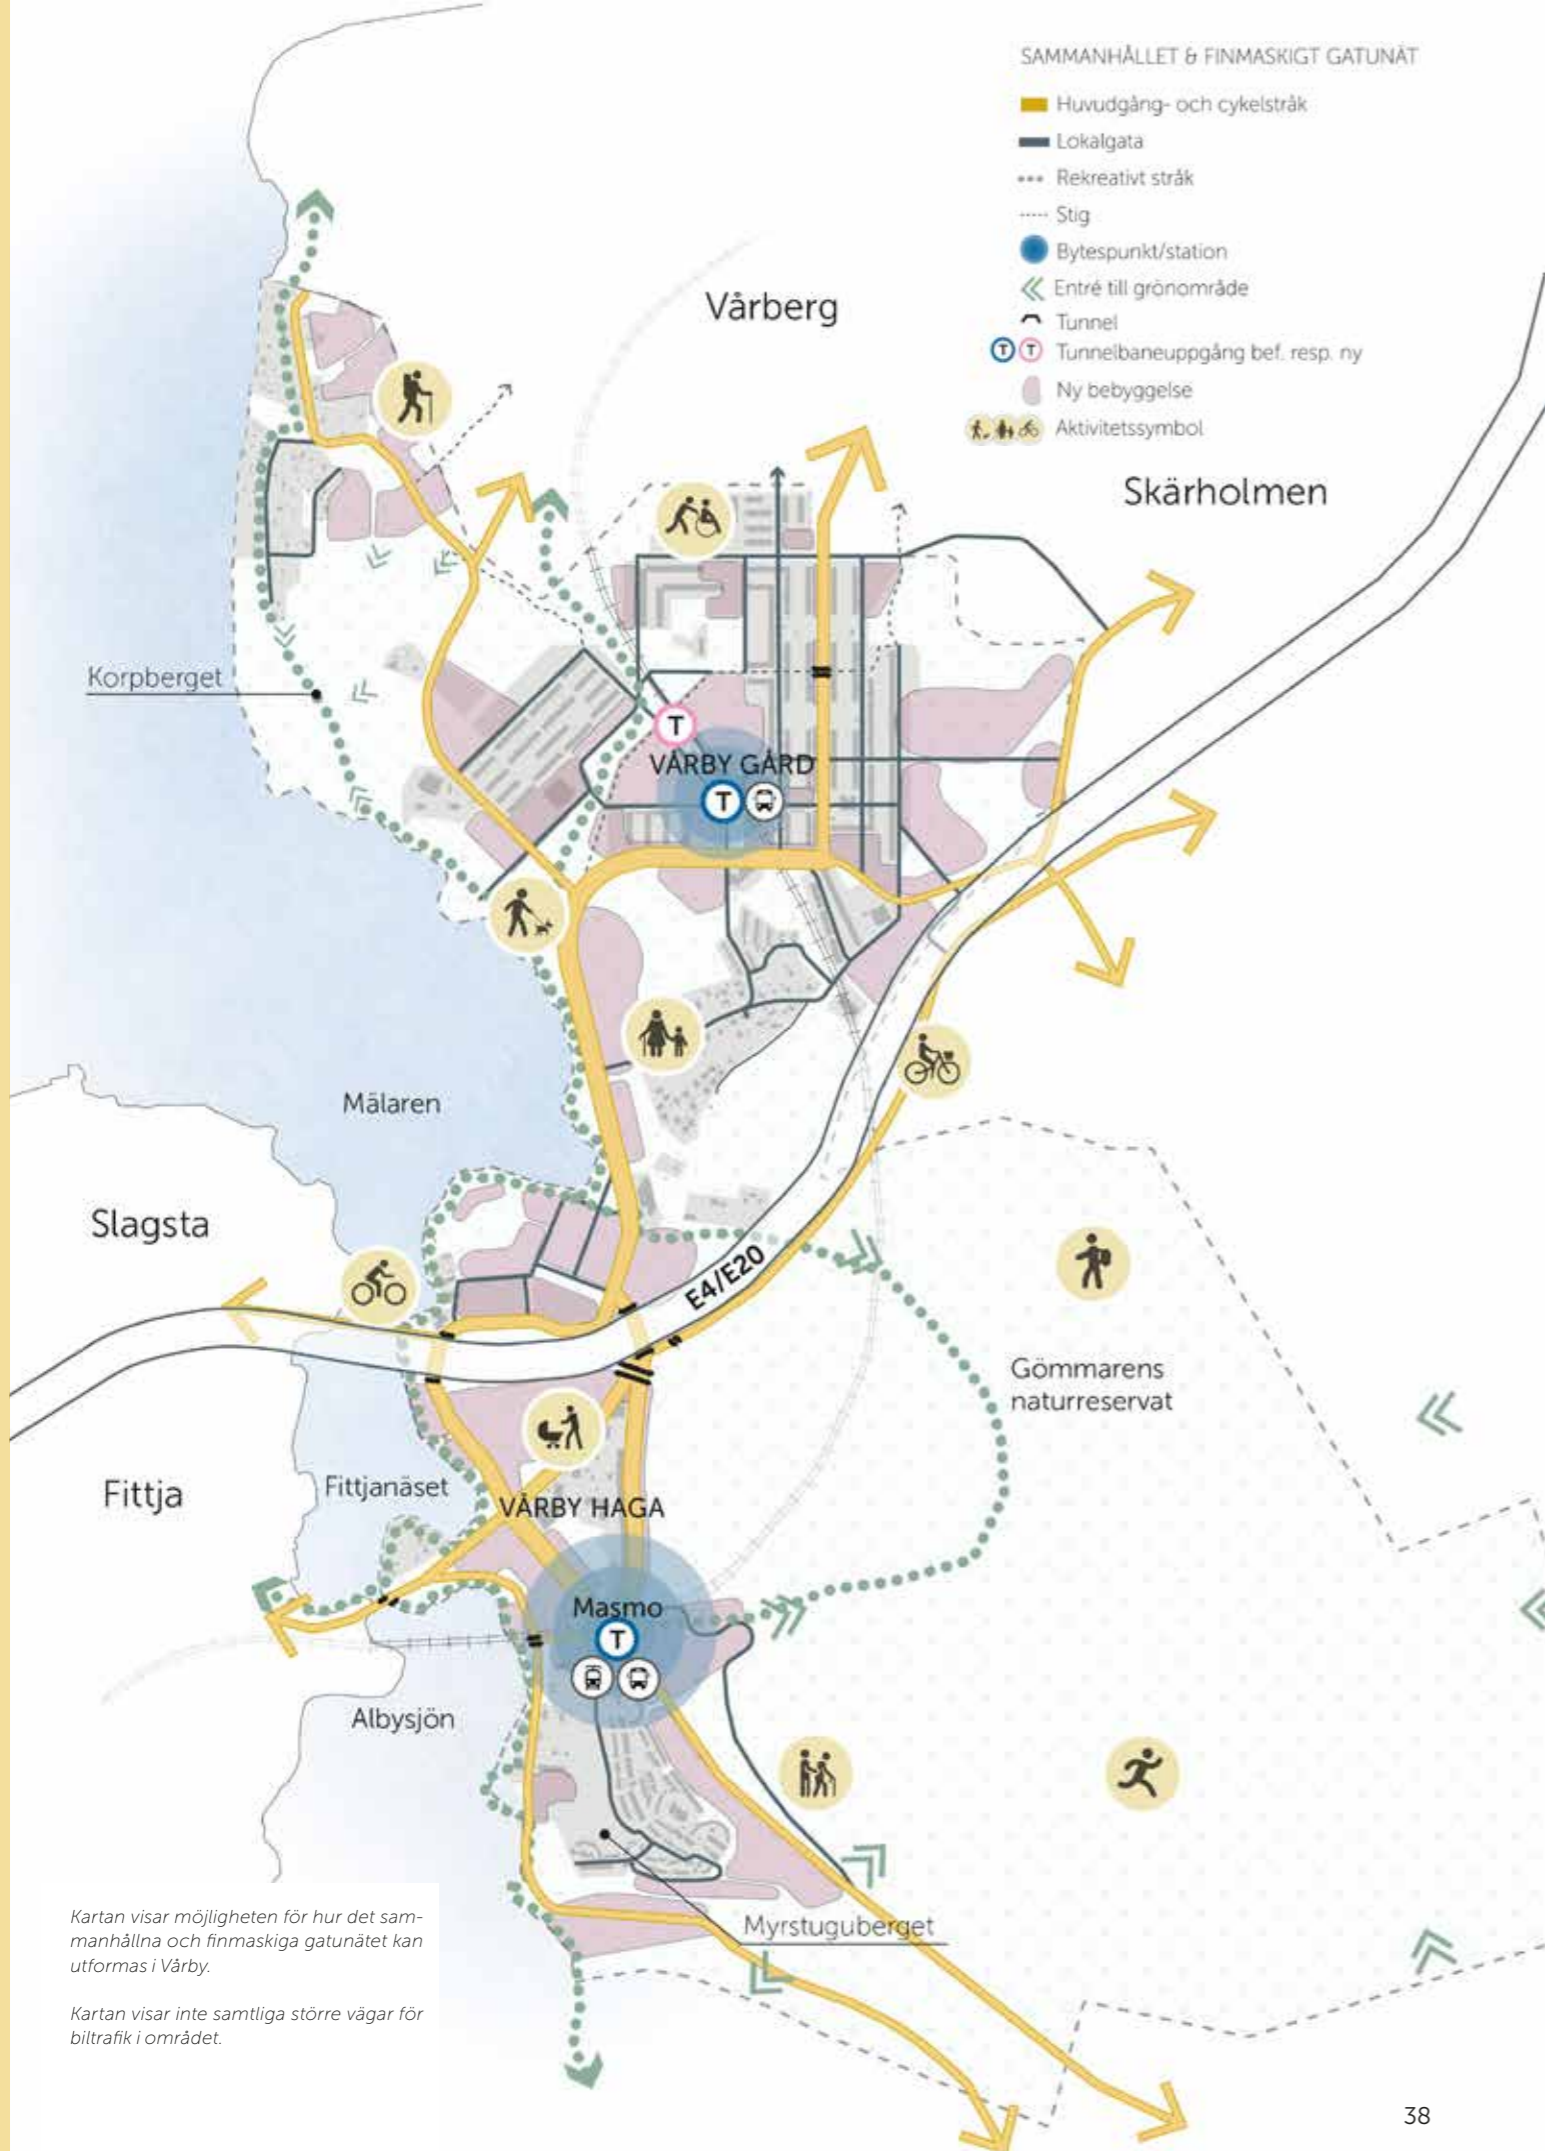 SAMMANHÅLLET & FINMASKIGT GATUNÄT
Huvudgång- och cykelstråk
Lokalgata
Rekreativt stråk
Stig
Bytespunkt/station
Entré till grönområde
Tunnel
T T Tunnelbaneuppgång bef. resp. ny
Ny bebyggelse
Aktivitetssymbol
Vårberg
Skärholmen
Korpberget
T
VÅRBY GÅRD
T
Mälaren
Slagsta
E4/E20
Gömmarens
naturreservat
Fittja
Fittjanäset
VÅRBY HAGA
Masmo
T
Albysjön
Myrstuguberget
Kartan visar möjligheten för hur det sam-
manhållna och finmaskiga gatunätet kan
utformas i Vårby.
Kartan visar inte samtliga större vägar för
biltrafik i området.
38